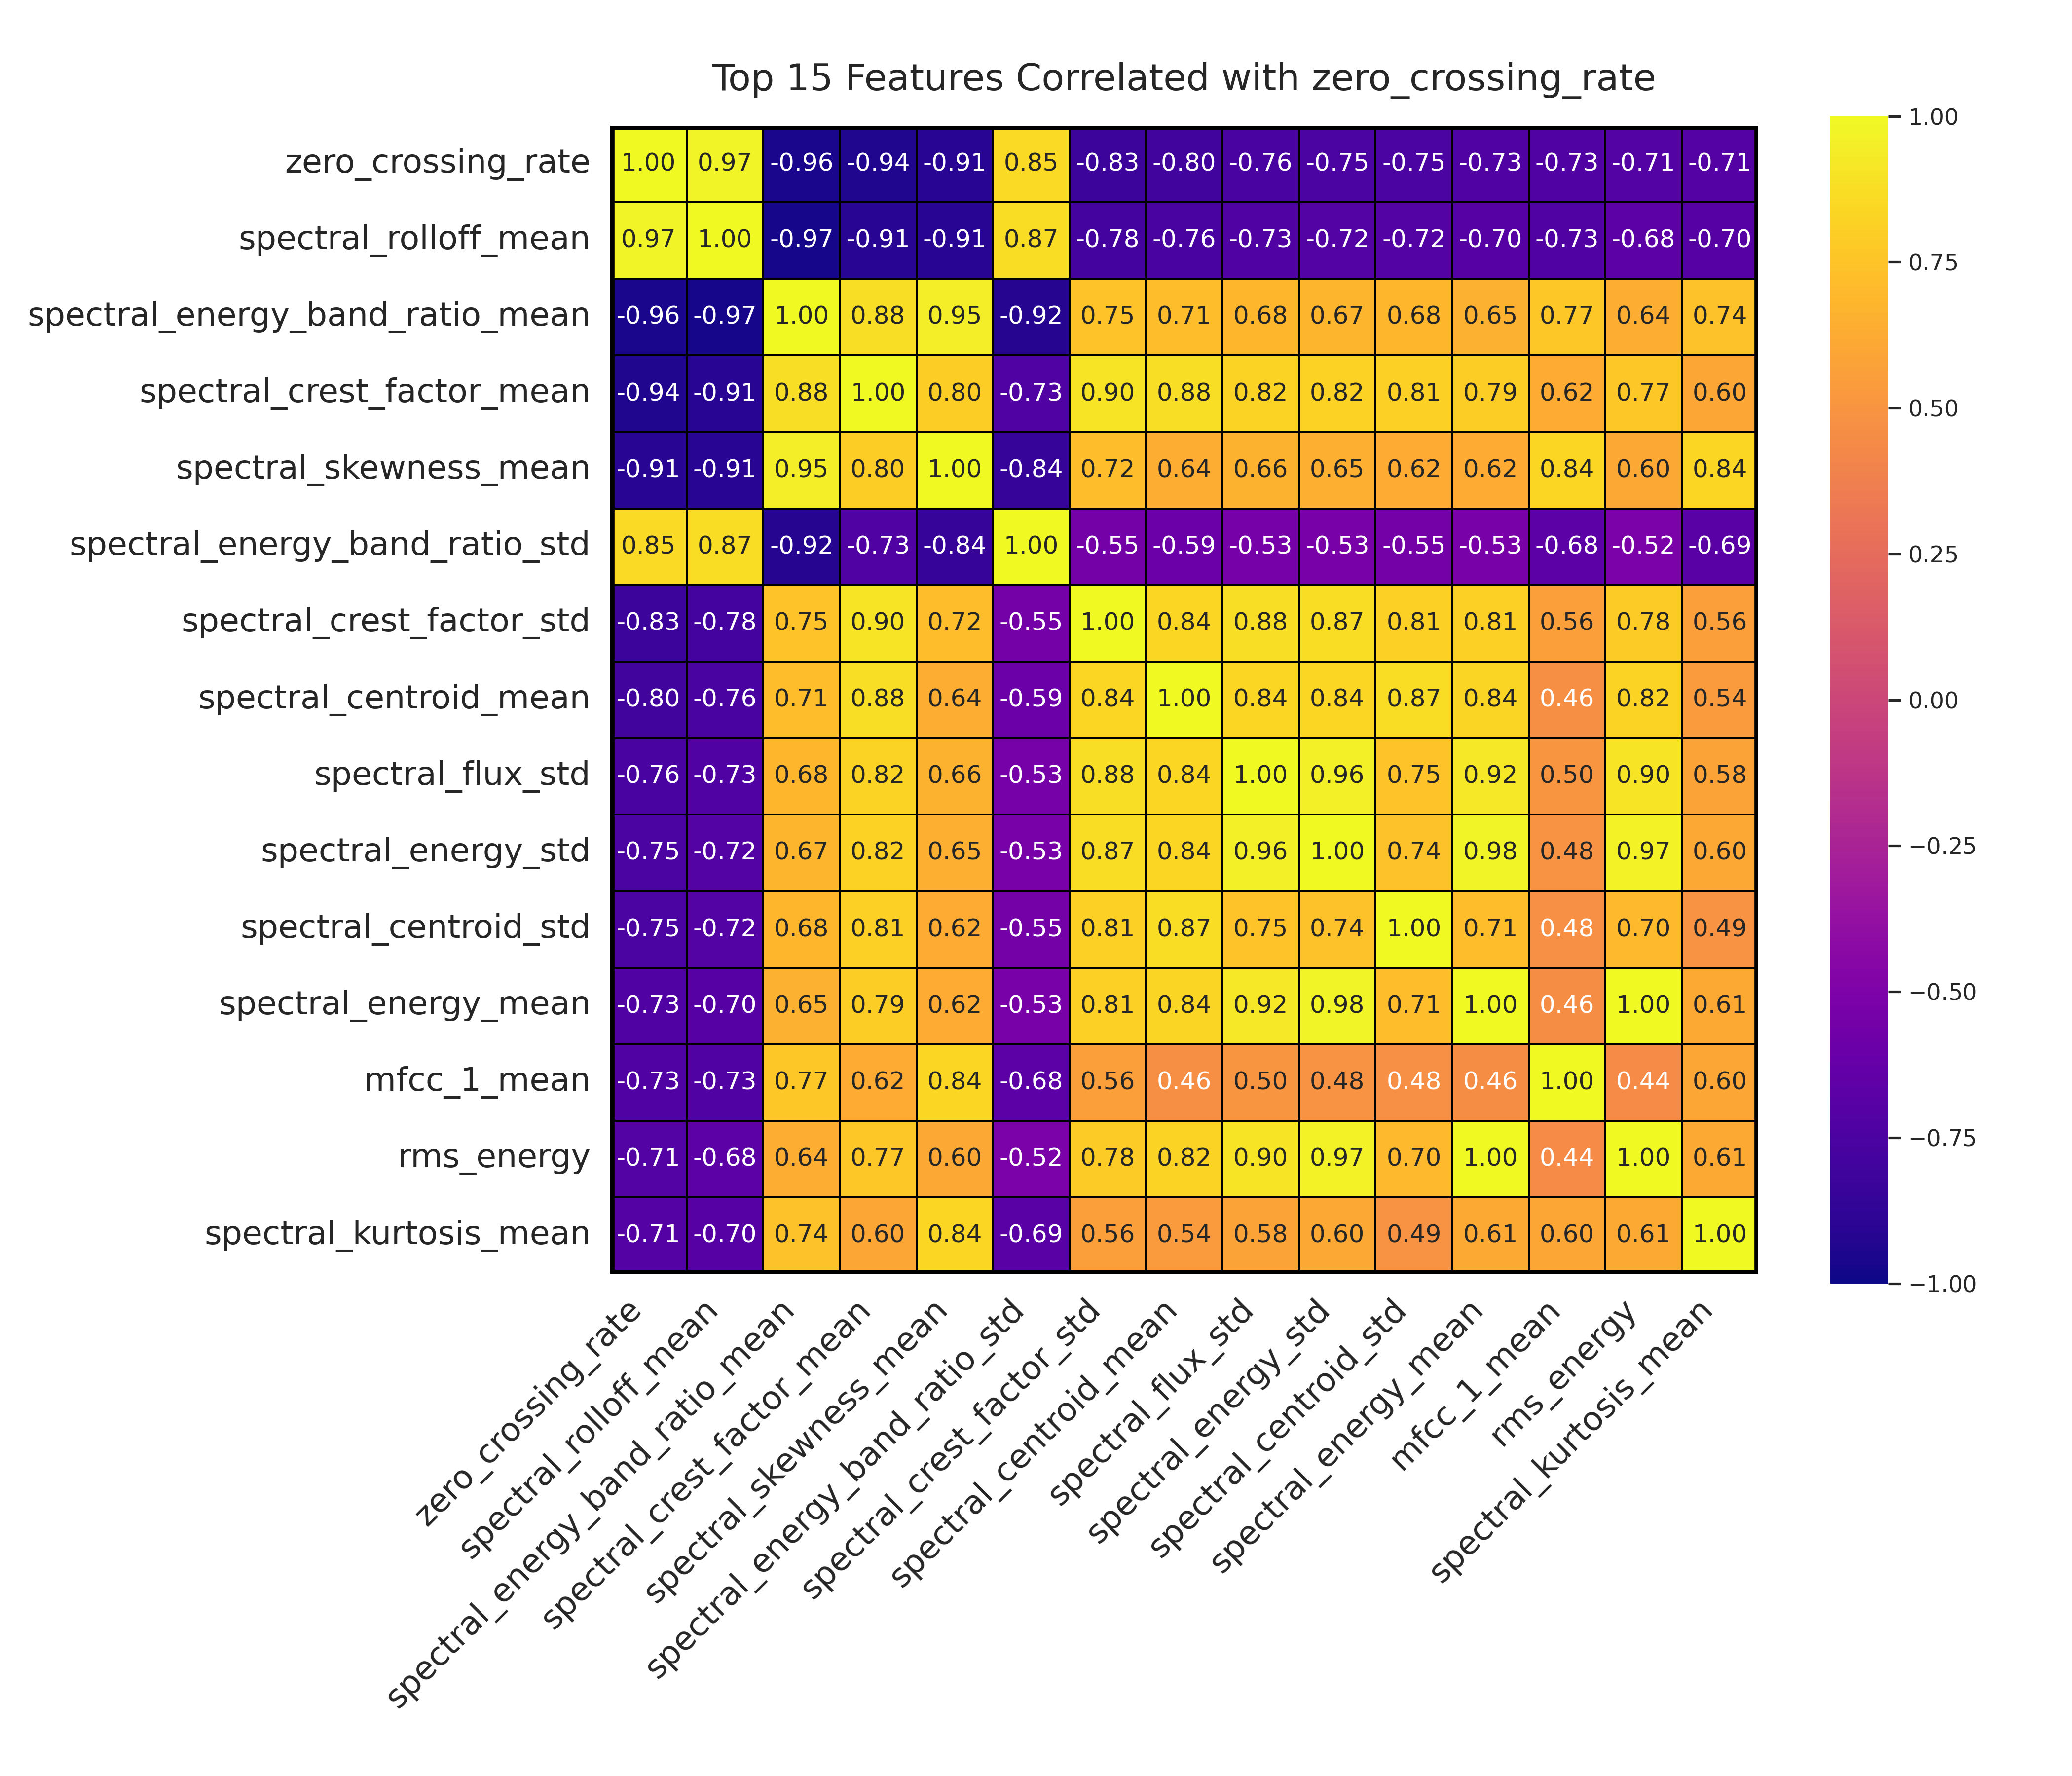 Top 15 Features Correlated with zero_crossing_rate
zero_crossing_rate 1.00 0.97 -0.96 -0.94 -0.91 0.85 -0.83 -0.80 -0.76 -0.75 -0.75 -0.73 -0.73 -0.71 -0.71
spectral_rolloff_mean 0.97 1.00 -0.97 -0.91 -0.91 0.87 -0.78 -0.76 -0.73 -0.72 -0.72 -0.70 -0.73 -0.68 -0.70
spectral_energy_band_ratio_mean -0.96 -0.97 1.00 0.88 0.95 -0.92 0.75 0.71 0.68 0.67 0.68 0.65 0.77 0.64 0.74
spectral_crest_factor_mean -0.94 -0.91 0.88 1.00 0.80 -0.73 0.90 0.88 0.82 0.82 0.81 0.79 0.62 0.77 0.60
spectral_skewness_mean -0.91 -0.91 0.95 0.80 1.00 -0.84 0.72 0.64 0.66 0.65 0.62 0.62 0.84 0.60 0.84
spectral_energy_band_ratio_std 0.85 0.87 -0.92 -0.73 -0.84 1.00 -0.55 -0.59 -0.53 -0.53 -0.55 -0.53 -0.68 -0.52 -0.69
spectral_crest_factor_std -0.83 -0.78 0.75 0.90 0.72 -0.55 1.00 0.84 0.88 0.87 0.81 0.81 0.56 0.78 0.56
spectral_centroid_mean -0.80 -0.76 0.71 0.88 0.64 -0.59 0.84 1.00 0.84 0.84 0.87 0.84 0.46 0.82 0.54
spectral_flux_std -0.76 -0.73 0.68 0.82 0.66 -0.53 0.88 0.84 1.00 0.96 0.75 0.92 0.50 0.90 0.58
spectral_energy_std -0.75 -0.72 0.67 0.82 0.65 -0.53 0.87 0.84 0.96 1.00 0.74 0.98 0.48 0.97 0.60
spectral_centroid_std -0.75 -0.72 0.68 0.81 0.62 -0.55 0.81 0.87 0.75 0.74 1.00 0.71 0.48 0.70 0.49
spectral_energy_mean -0.73 -0.70 0.65 0.79 0.62 -0.53 0.81 0.84 0.92 0.98 0.71 1.00 0.46 1.00 0.61
mfcc_1_mean -0.73 -0.73 0.77 0.62 0.84 -0.68 0.56 0.46 0.50 0.48 0.48 0.46 1.00 0.44 0.60
rms_energy -0.71 -0.68 0.64 0.77 0.60 -0.52 0.78 0.82 0.90 0.97 0.70 1.00 0.44 1.00 0.61
spectral_kurtosis_mean -0.71 -0.70 0.74 0.60 0.84 -0.69 0.56 0.54 0.58 0.60 0.49 0.61 0.60 0.61 1.00
zero_crossing_rate
spectral_rolloff_mean
spectral_energy_band_ratio_mean
spectral_crest_factor_mean
spectral_skewness_mean
spectral_energy_band_ratio_std
spectral_crest_factor_std
spectral_centroid_mean
spectral_flux_std
spectral_energy_std
spectral_centroid_std
spectral_energy_mean
mfcc_1_mean
rms_energy
spectral_kurtosis_mean
1.00
0.75
0.50
0.25
0.00
−0.25
−0.50
−0.75
−1.00